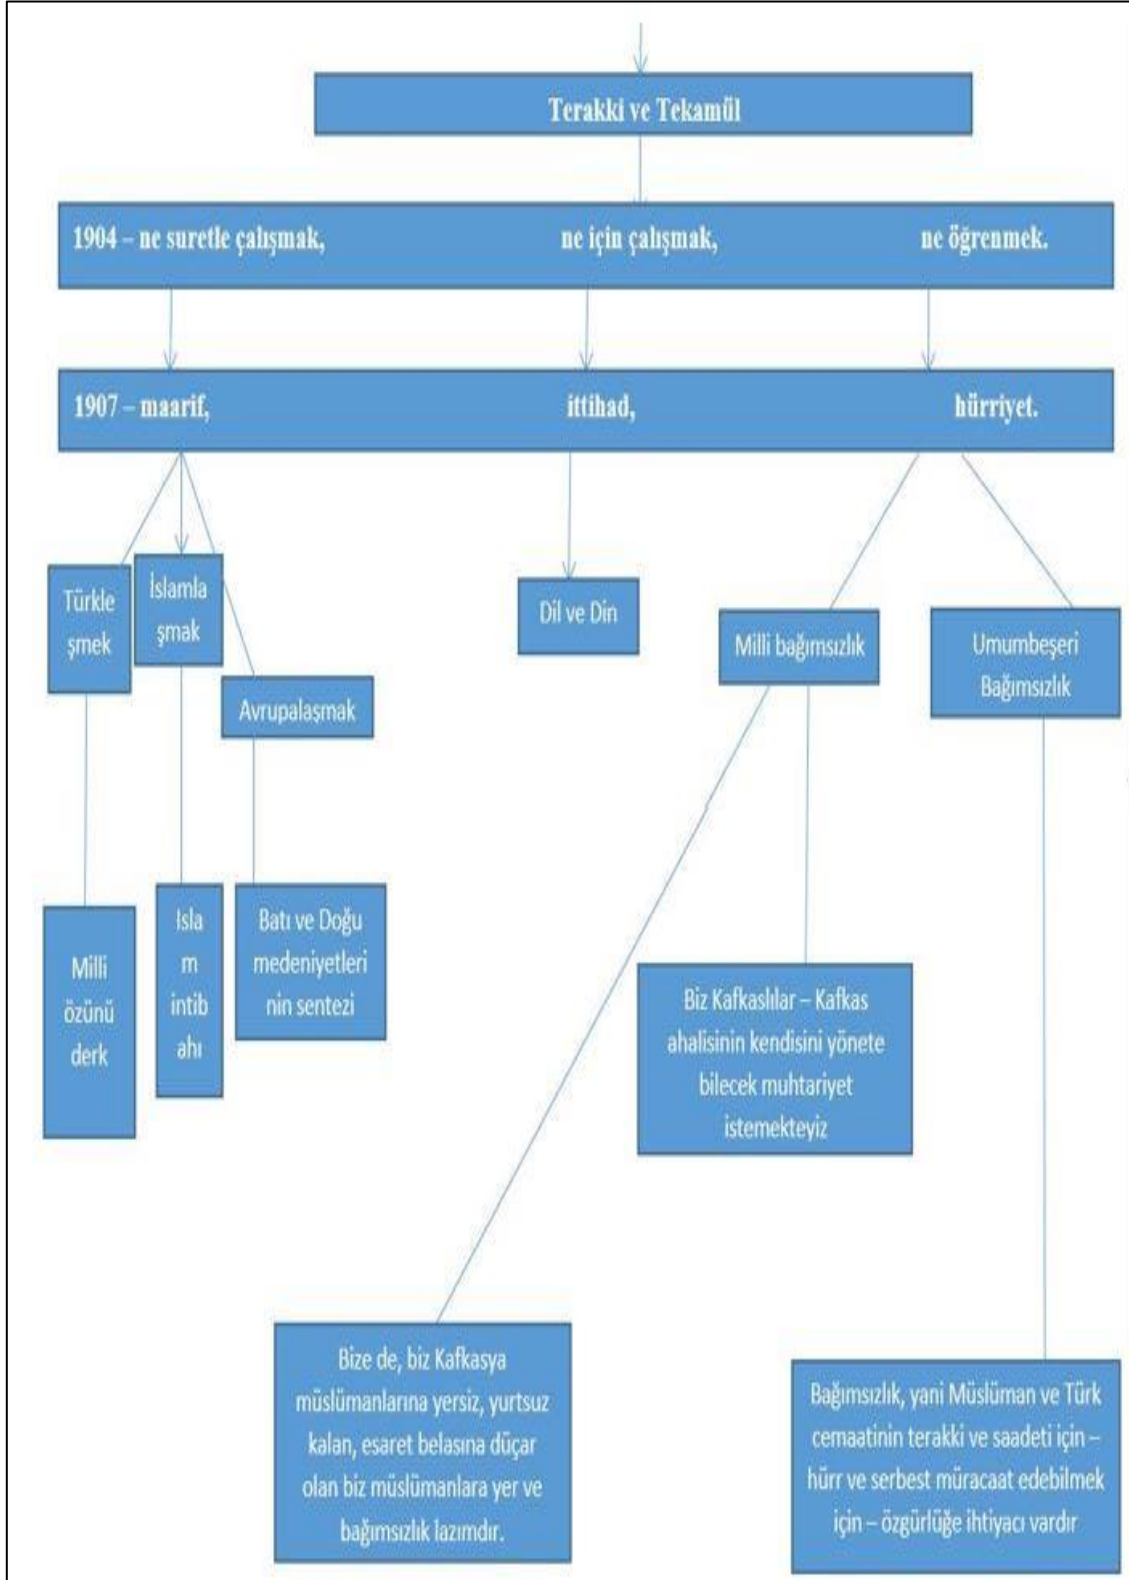 Terakki ve Tekamül
1904 – ne suretle çalışmak, ne için çalışmak, ne öğrenmek.
1907 – maarif, ittihad, hürriyet.
Türkle
şmek
İslamla
şmak
Avrupalaşmak
Dil ve Din
Milli bağımsızlık
Umumbeşeri
Bağımsızlık
Milli
özünü
derk
Isla
m
intib
ahı
Batı ve Doğu
medeniyetleri
nin sentezi
Biz Kafkaslılar – Kafkas
ahalisinin kendisini yönete
bilecek muhtariyet
istemekteyiz
Bize de, biz Kafkasya
müslümanlarına yersiz, yurtsuz
kalan, esaret belasına düçar
olan biz müslümanlara yer ve
bağımsızlık lazımdır.
Bağımsızlık, yani Müslüman ve Türk
cemaatinin terakki ve saadeti için –
hürr ve serbest müracaat edebilmek
için – özgürlüğe ihtiyacı vardır